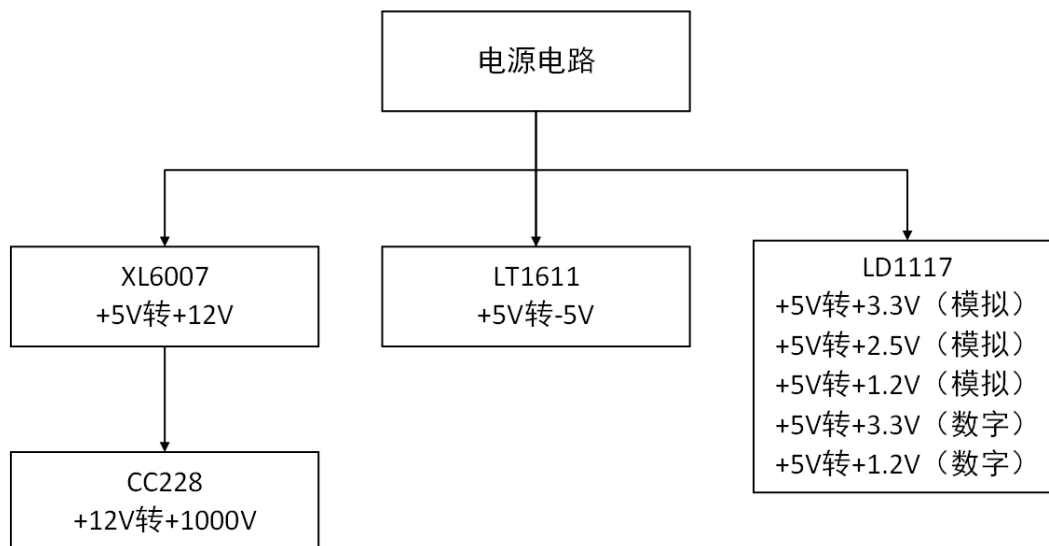 电源电路
XL6007
+5V转+12V
LT1611
+5V转-5V
LD1117
+5V转+3.3V（模拟）
+5V转+2.5V（模拟）
+5V转+1.2V（模拟）
+5V转+3.3V（数字）
+5V转+1.2V（数字）
CC228
+12V转+1000V